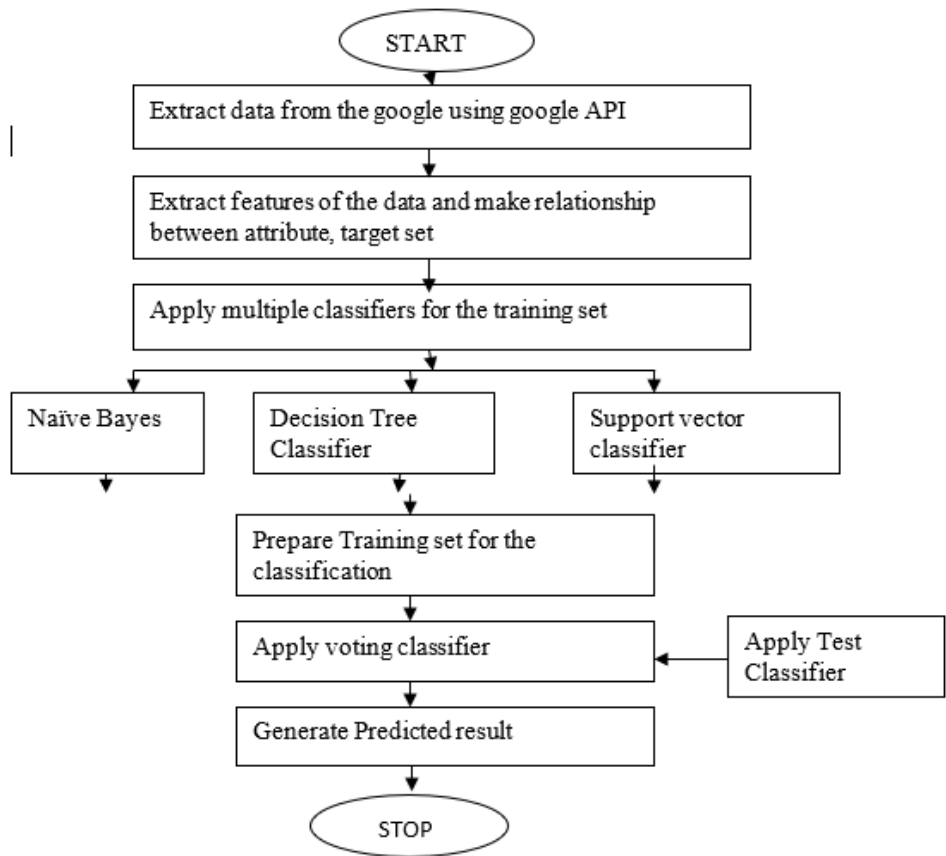 START
Extract data from the google using google API
Extract features of the data and make relationship
between attribute, target set
Apply multiple classifiers for the training set
Naïve Bayes
Decision Tree
Classifier
Support vector
classifier
Prepare Training set for the
classification
Apply voting classifier
Apply Test
Classifier
Generate Predicted result
STOP